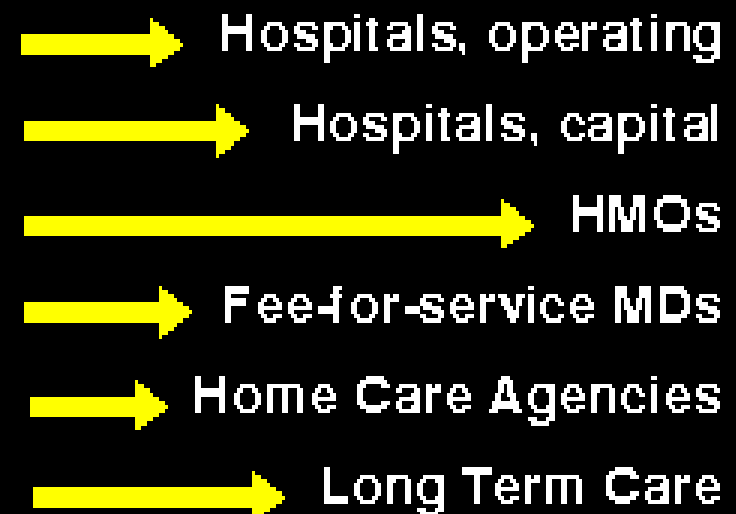 Hospitals, operating
Hospitals, capital
HMOs
Fee-for-service MDs
Home Care Agencies
Long Term Care